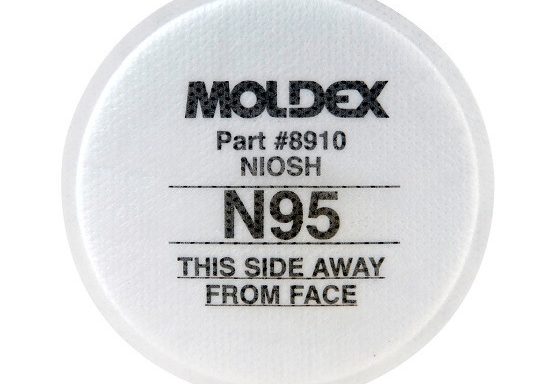 MOLDEX
Part #8910
NIOSH
N95
THIS SIDE AWAY
FROM FACE